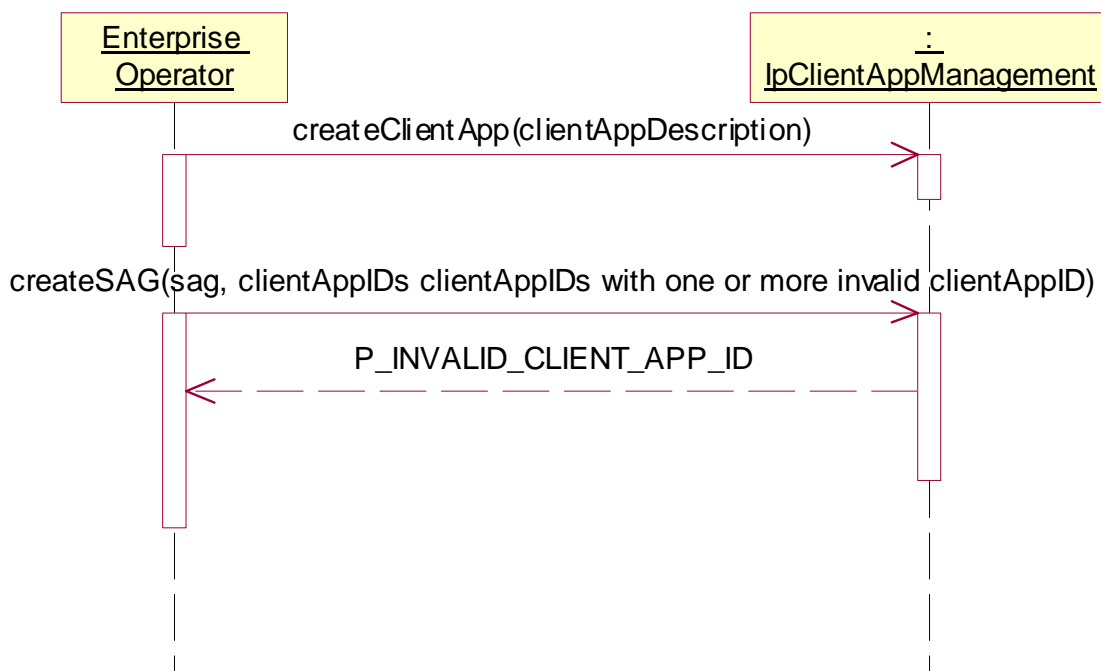 Enterprise
Operator
:
IpClientAppManagement
createClientApp(clientAppDescription)
createSAG(sag, clientAppIDs clientAppIDs with one or more invalid clientAppID)
P_INVALID_CLIENT_APP_ID